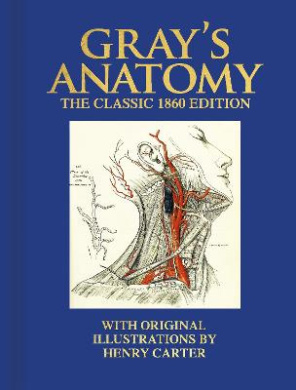 GRAY'S
ANATOMY
THE CLASSIC 1860 EDITION
WITH ORIGINAL
ILLUSTRATIONS BY
HENRY CARTER